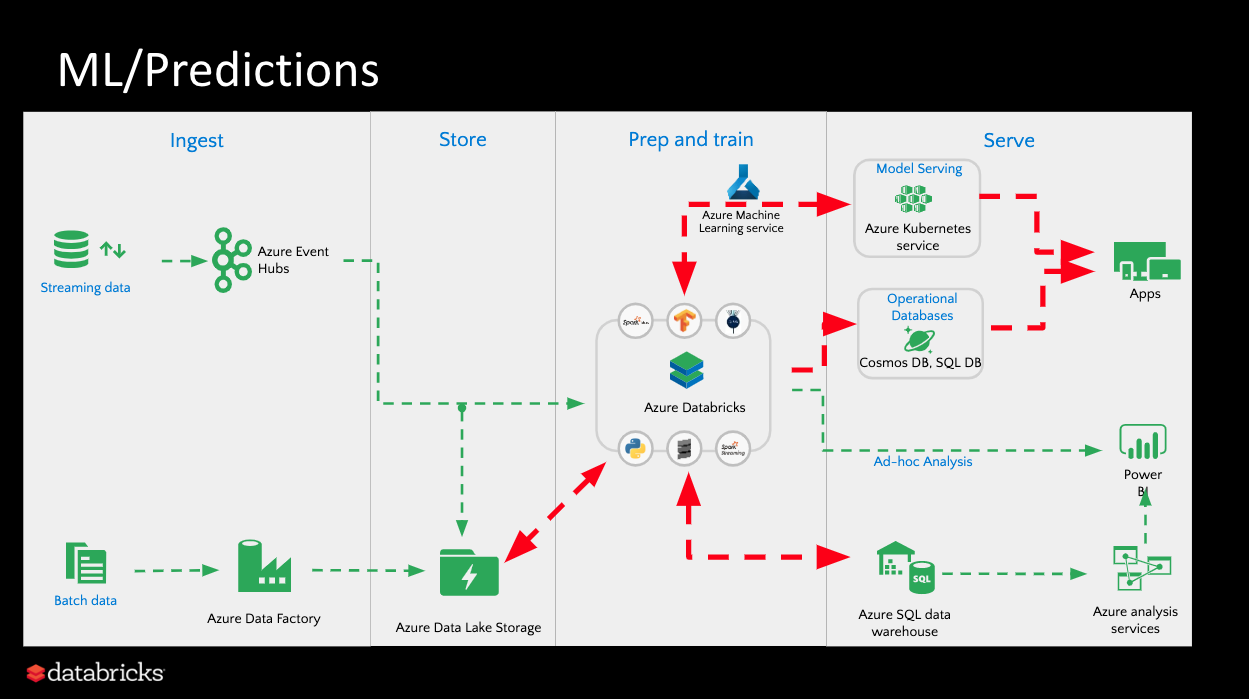 ML/Predictions
Ingest
Store
Prep and train
Serve
Streaming data
Azure Event
Hubs
Azure Machine
Learning service
Model Serving
Azure Kubernetes
service
Operational
Databases
Cosmos DB, SQL DB
Apps
Spark
Azure Databricks
Spark
Streaming
Ad-hoc Analysis
Power
BI
Batch data
Azure Data Factory
Azure Data Lake Storage
SQL
Azure SQL data
warehouse
Azure analysis
services
databricks